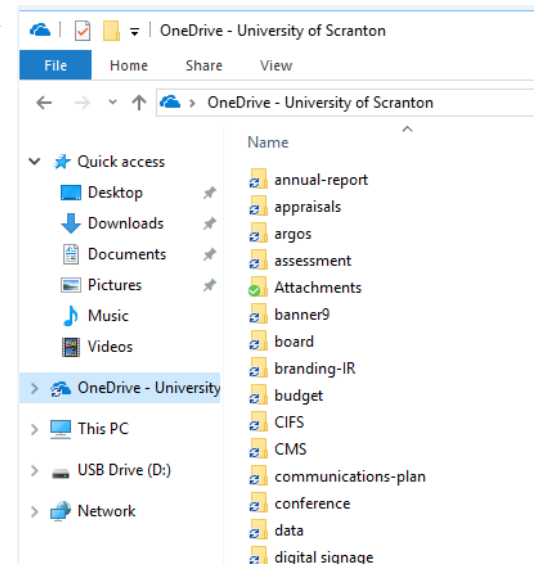 OneDrive - University of Scranton
File Home Share View
OneDrive - University of Scranton
Name
Quick access
Desktop
Downloads
Documents
Pictures
Music
Videos
OneDrive - University
This PC
USB Drive (D:)
Network
annual-report
appraisals
argos
assessment
Attachments
banner9
board
branding-IR
budget
CIFS
CMS
communications-plan
conference
data
digital signage